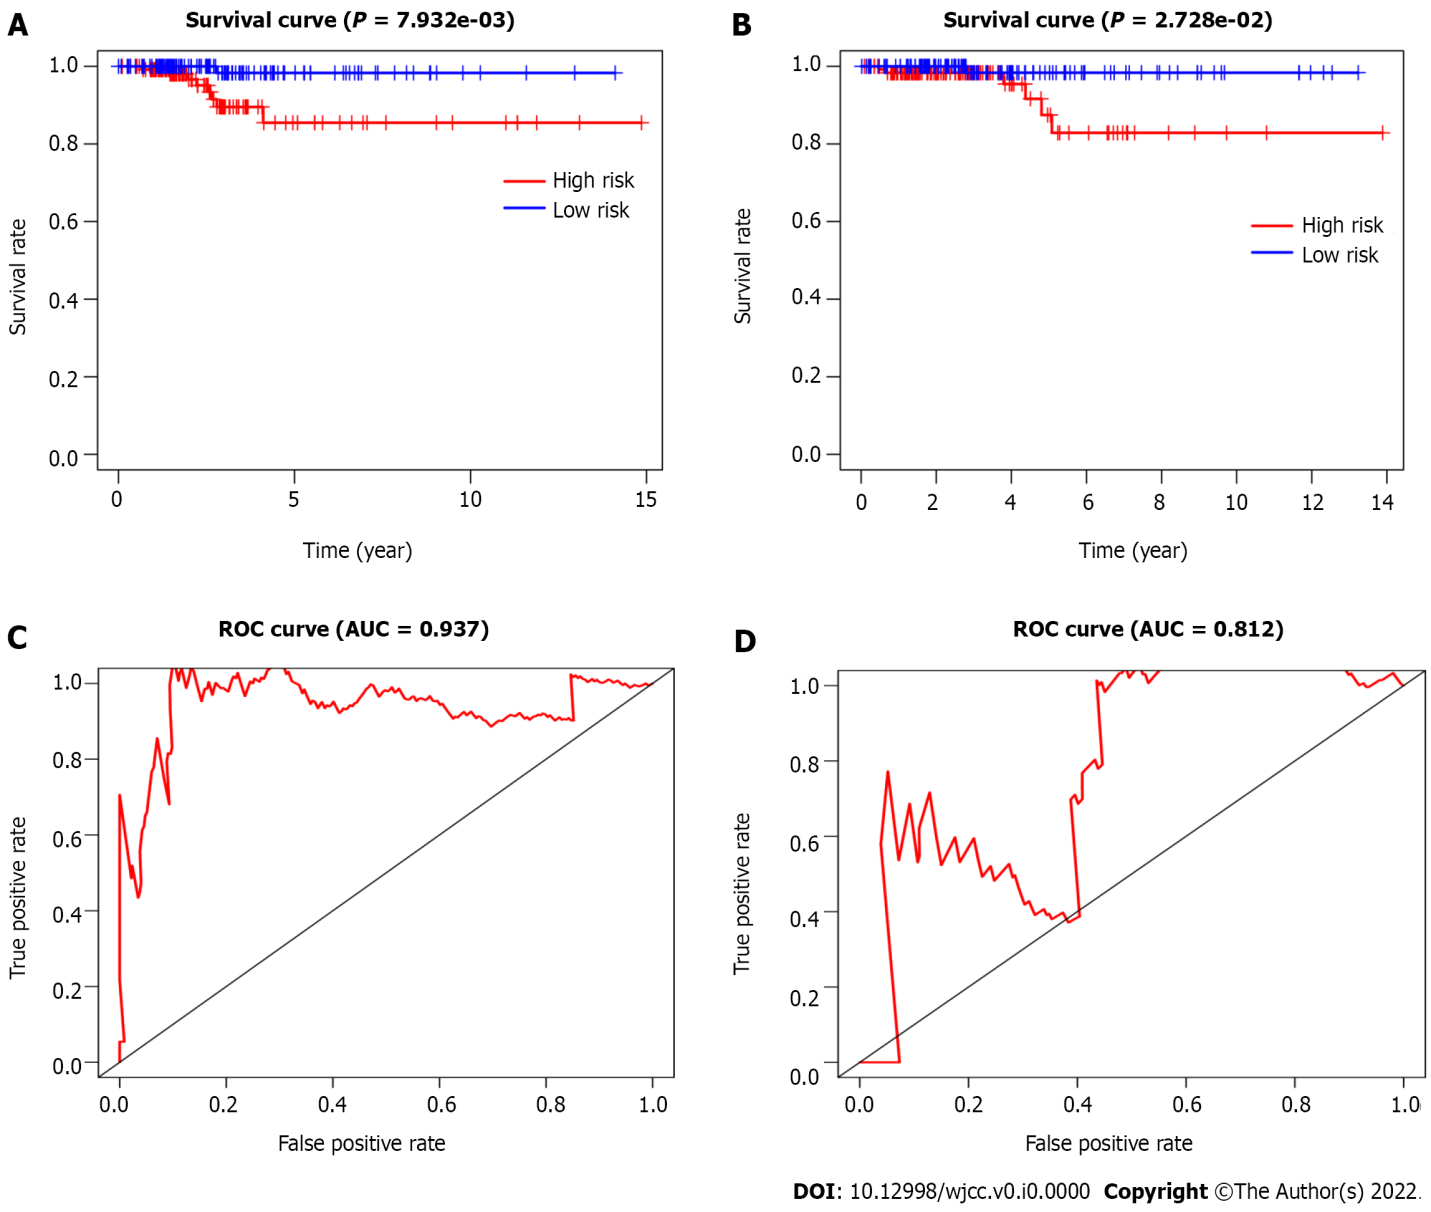 A
Survival curve (P = 7.932e-03)
1.0
0.8
0.6
0.4
0.2
0.0
Survival rate
High risk
Low risk
0 5 10 15
Time (year)
B
Survival curve (P = 2.728e-02)
1.0
0.8
0.6
0.4
0.2
0.0
Survival rate
High risk
Low risk
0 2 4 6 8 10 12 14
Time (year)
C
ROC curve (AUC = 0.937)
1.0
0.8
0.6
0.4
0.2
0.0
True positive rate
0.0 0.2 0.4 0.6 0.8 1.0
False positive rate
D
ROC curve (AUC = 0.812)
1.0
0.8
0.6
0.4
0.2
0.0
True positive rate
0.0 0.2 0.4 0.6 0.8 1.0
False positive rate
DOI: 10.12998/wjcc.v0.i0.0000 Copyright ©The Author(s) 2022.